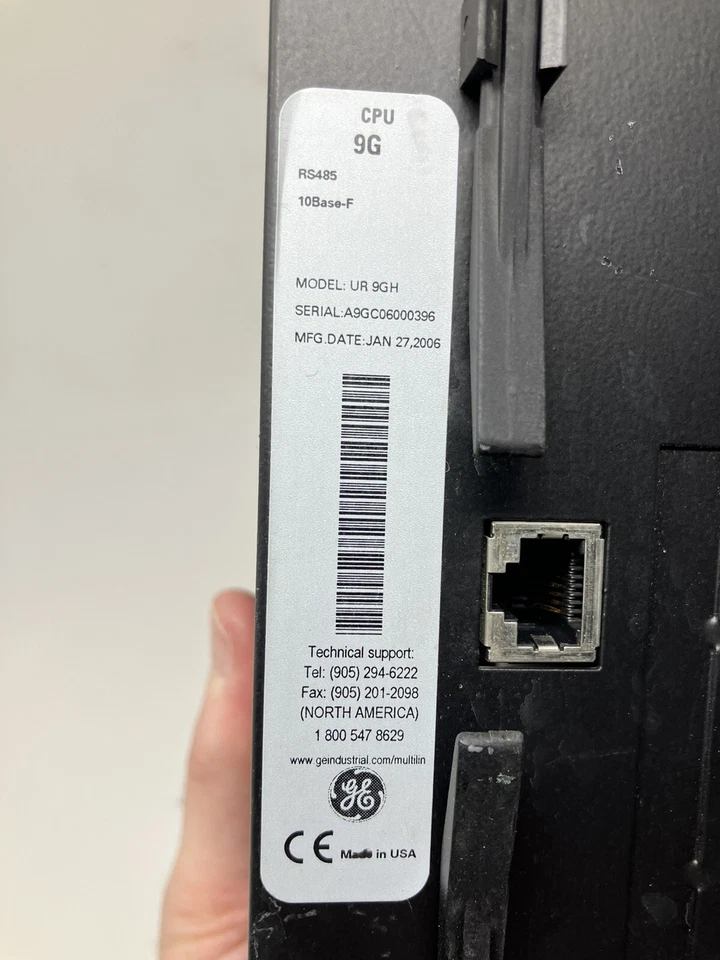 CPU
9G
RS485
10Base-F
MODEL: UR 9GH
SERIAL:A9GC06000396
MFG.DATE:JAN 27,2006
Technical support:
Tel: (905) 294-6222
Fax: (905) 201-2098
(NORTH AMERICA)
1 800 547 8629
www.geindustrial.com/multilin
GE
CE Made in USA